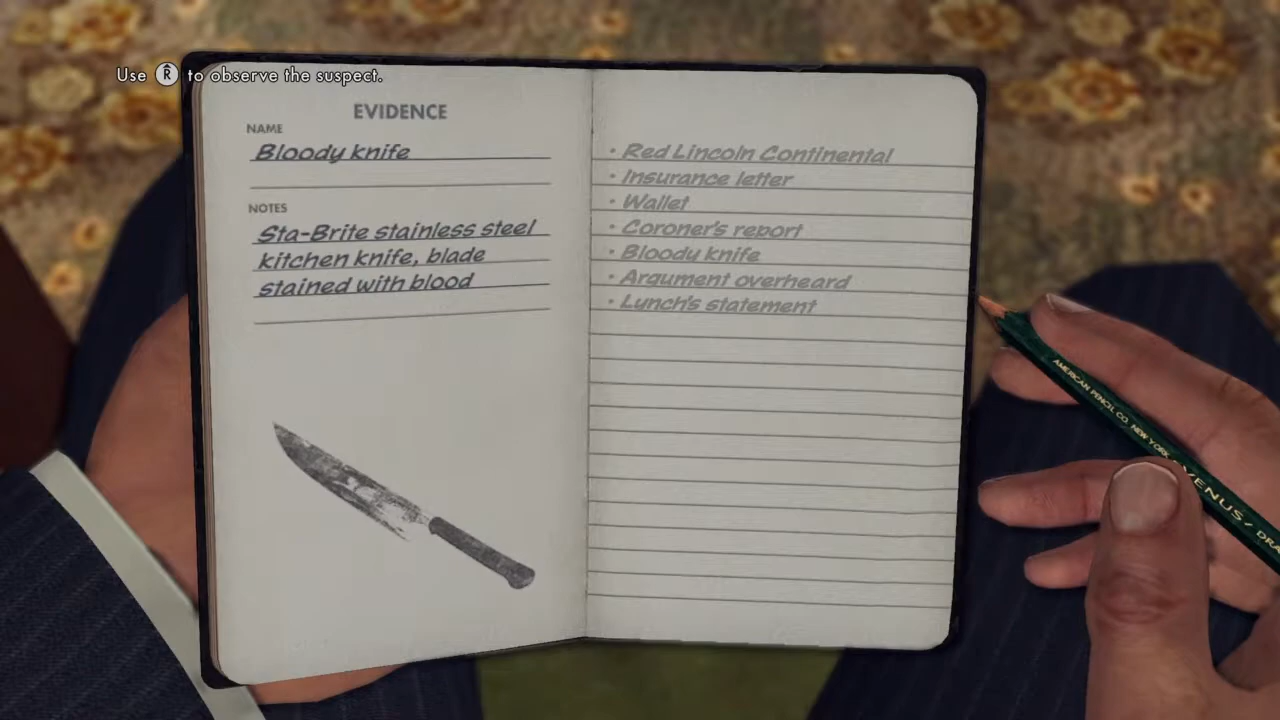 Use R to observe the suspect.
EVIDENCE
NAME
Bloody knife
NOTES
Sta-Brite stainless steel
kitchen knife, blade
stained with blood
• Red Lincoln Continental
• Insurance letter
• Wallet
• Coroner's report
• Bloody knife
• Argument overheard
• Lunch's statement
AMERICAN PENCIL CO. NEW YORK VENUS / DRA